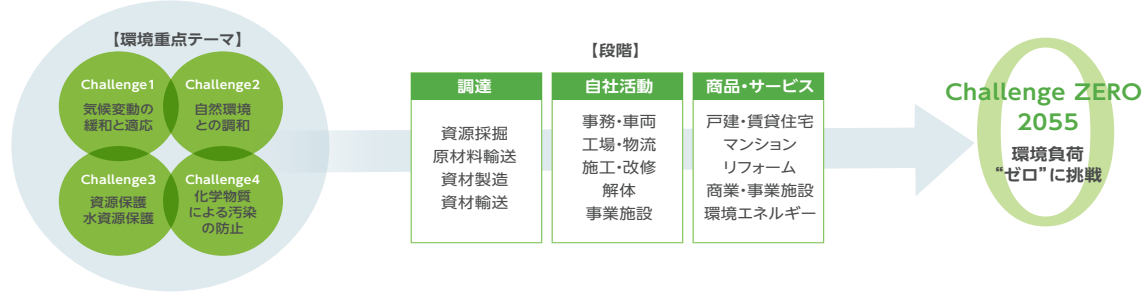 【環境重点テーマ】
Challenge1
気候変動の
緩和と適応
Challenge2
自然環境
との調和
Challenge3
資源保護
水資源保護
Challenge4
化学物質
による汚染
の防止
【段階】
調達
資源採掘
原材料輸送
資材製造
資材輸送
自社活動
事務・車両
工場・物流
施工・改修
解体
事業施設
商品・サービス
戸建・賃貸住宅
マンション
リフォーム
商業・事業施設
環境エネルギー
Challenge ZERO
2055
環境負荷
“ゼロ”に挑戦